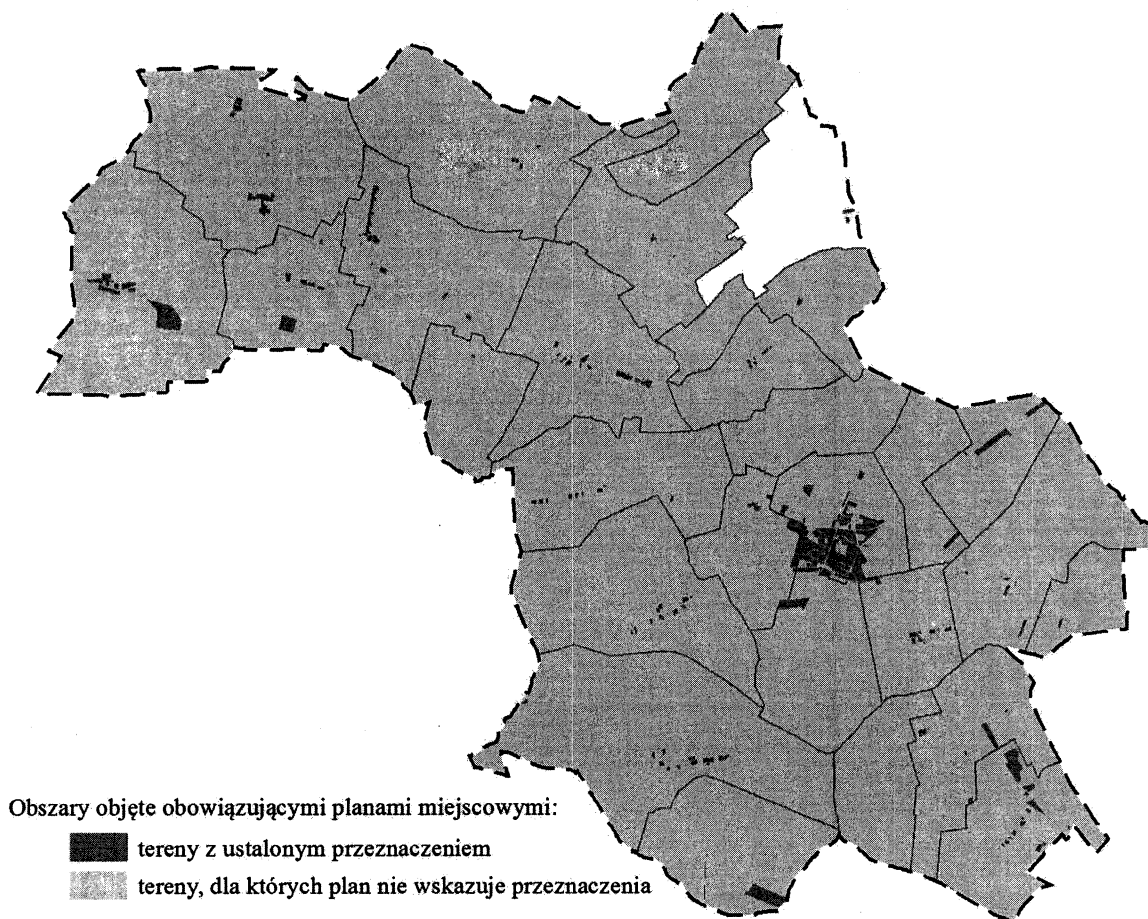 Obszary objęte obowiązującymi planami miejscowymi:
tereny z ustalonym przeznaczeniem
tereny, dla których plan nie wskazuje przeznaczenia